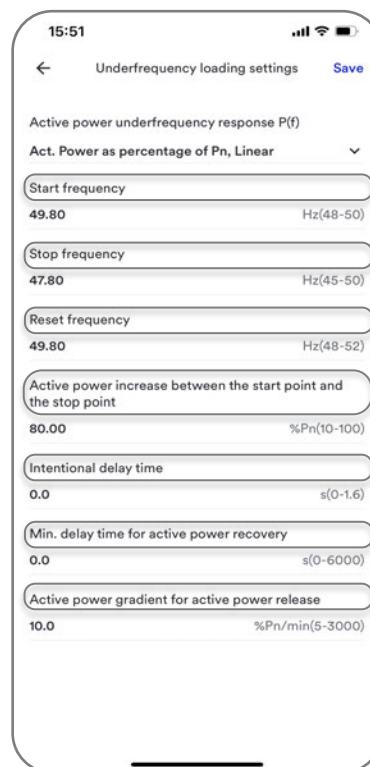 15:51
Underfrequency loading settings Save
Active power underfrequency response P(f)
Act. Power as percentage of Pn, Linear
Start frequency
49.80 Hz(48-50)
Stop frequency
47.80 Hz(45-50)
Reset frequency
49.80 Hz(48-52)
Active power increase between the start point and
the stop point
80.00 %Pn(10-100)
Intentional delay time
0.0 s(0-1.6)
Min. delay time for active power recovery
0.0 s(0-6000)
Active power gradient for active power release
10.0 %Pn/min(5-3000)